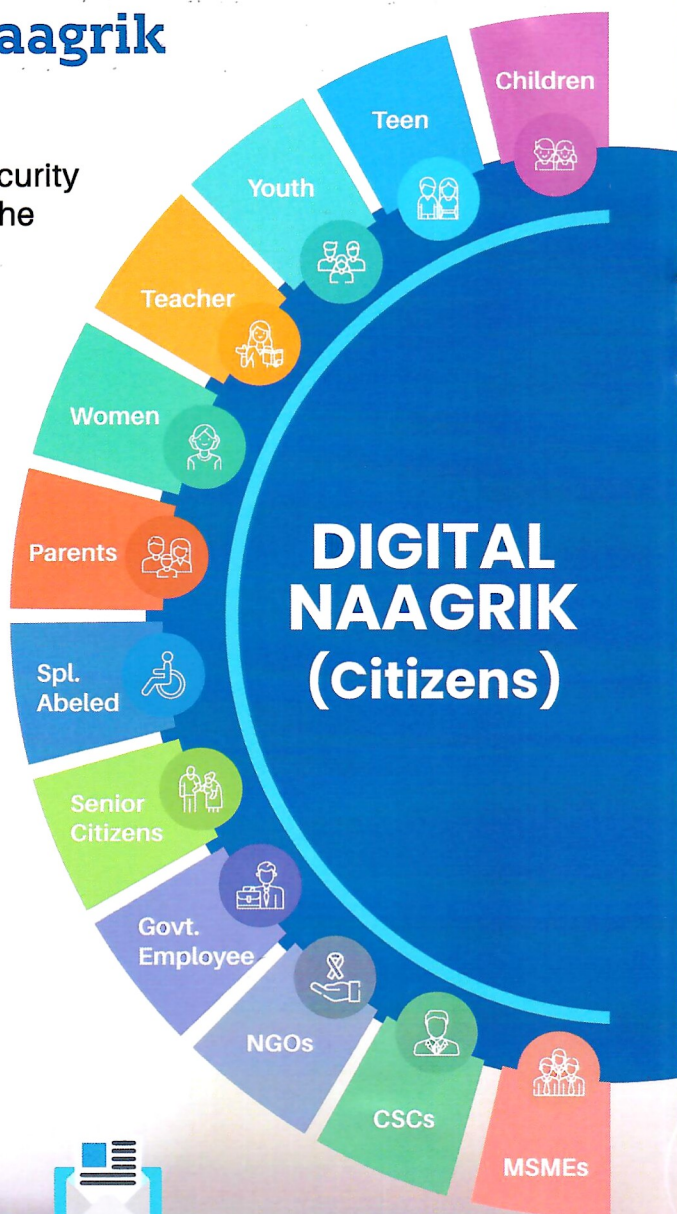 aagrik
curity
he
Children
Teen
Youth
Teacher
Women
Parents
Spl.
Abeled
Senior
Citizens
Govt.
Employee
NGOs
CSCs
MSMEs
DIGITAL
NAAGRIK
(Citizens)